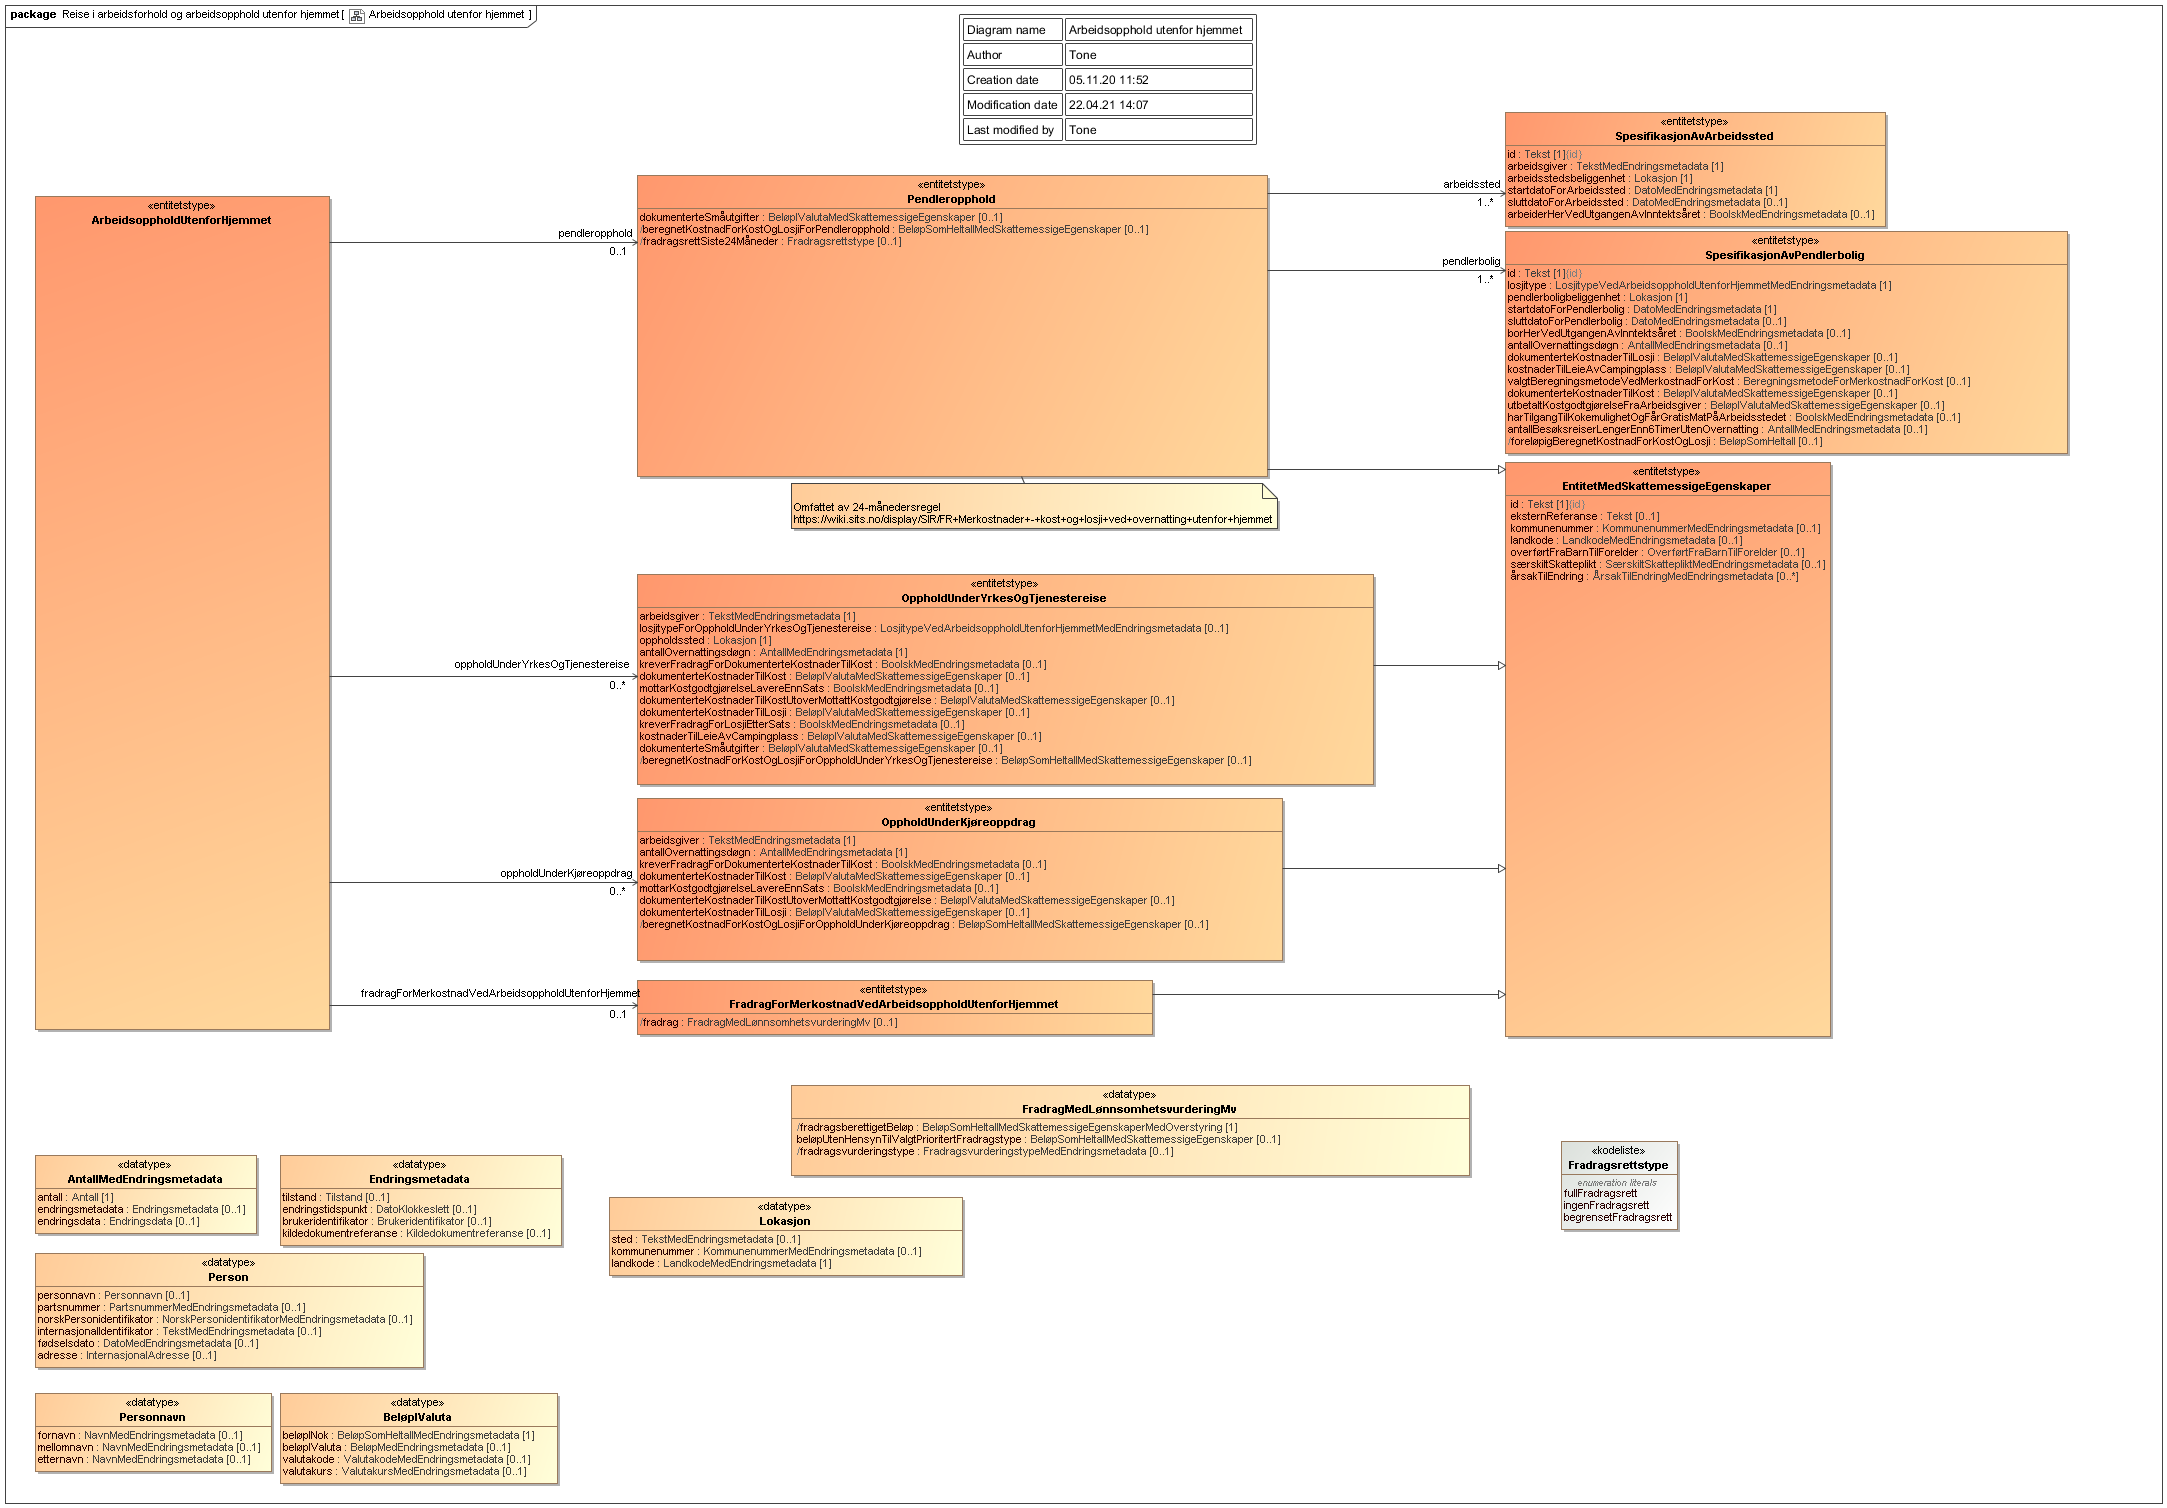 package Reise i arbeidsforhold og arbeidsopphold utenfor hjemmet [ Arbeidsopphold utenfor hjemmet ]
Diagram name Arbeidsopphold utenfor hjemmet
Author Tone
Creation date 05.11.20 11:52
Modification date 22.04.21 14:07
Last modified by Tone
«entitetstype»
ArbeidsoppholdUtenforHjemmet
pendleropphold
0..1
«entitetstype»
Pendleropphold
dokumenterteSmåutgifter : BeløpIValutaMedSkattemessigeEgenskaper [0..1]
/beregnetKostnadForKostOgLosjiForPendleropphold : BeløpSomHeltallMedSkattemessigeEgenskaper [0..1]
/fradragsrettSiste24Måneder : Fradragsrettstype [0..1]
arbeidssted
1..*
pendlerbolig
1..*
«entitetstype»
SpesifikasjonAvArbeidssted
id : Tekst [1]{id}
arbeidsgiver : TekstMedEndringsmetadata [1]
arbeidsstedsbeliggenhet : Lokasjon [1]
startdatoForArbeidssted : DatoMedEndringsmetadata [1]
sluttdatoForArbeidssted : DatoMedEndringsmetadata [0..1]
arbeiderHerVedUtgangenAvInntektsåret : BoolskMedEndringsmetadata [0..1]
«entitetstype»
SpesifikasjonAvPendlerbolig
id : Tekst [1]{id}
losjitype : LosjitypeVedArbeidsoppholdUtenforHjemmetMedEndringsmetadata [1]
pendlerboligbeliggenhet : Lokasjon [1]
startdatoForPendlerbolig : DatoMedEndringsmetadata [1]
sluttdatoForPendlerbolig : DatoMedEndringsmetadata [0..1]
borHerVedUtgangenAvInntektsåret : BoolskMedEndringsmetadata [0..1]
antallOvernattingsdøgn : AntallMedEndringsmetadata [0..1]
dokumenterteKostnaderTilLosji : BeløpIValutaMedSkattemessigeEgenskaper [0..1]
kostnaderTilLeieAvCampingplass : BeløpIValutaMedSkattemessigeEgenskaper [0..1]
valgtBeregningsmetodeVedMerkostnadForKost : BeregningsmetodeForMerkostnadForKost [0..1]
dokumenterteKostnaderTilKost : BeløpIValutaMedSkattemessigeEgenskaper [0..1]
utbetaltKostgodtgjørelseFraArbeidsgiver : BeløpIValutaMedSkattemessigeEgenskaper [0..1]
harTilgangTilKokemulighetOgFårGratisMatPåArbeidsstedet : BoolskMedEndringsmetadata [0..1]
antallBesøksreiserLengerEnn6TimerUtenOvernatting : AntallMedEndringsmetadata [0..1]
/foreløpigBeregnetKostnadForKostOgLosji : BeløpSomHeltall [0..1]
Omfattet av 24-månedersregel
https://wiki.sits.no/display/SIR/FR+Merkostnader+-+kost+og+losji+ved+overnatting+utenfor+hjemmet
«entitetstype»
EntitetMedSkattemessigeEgenskaper
id : Tekst [1]{id}
eksternReferanse : Tekst [0..1]
kommunenummer : KommunenummerMedEndringsmetadata [0..1]
landkode : LandkodeMedEndringsmetadata [0..1]
overførtFraBarnTilForelder : OverførtFraBarnTilForelder [0..1]
særskiltSkatteplikt : SærskiltSkattepliktMedEndringsmetadata [0..1]
årsakTilEndring : ÅrsakTilEndringMedEndringsmetadata [0..*]
oppholdUnderYrkesOgTjenestereise
0..*
«entitetstype»
OppholdUnderYrkesOgTjenestereise
arbeidsgiver : TekstMedEndringsmetadata [1]
losjitypeForOppholdUnderYrkesOgTjenestereise : LosjitypeVedArbeidsoppholdUtenforHjemmetMedEndringsmetadata [0..1]
oppholdssted : Lokasjon [1]
antallOvernattingsdøgn : AntallMedEndringsmetadata [1]
kreverFradragForDokumenterteKostnaderTilKost : BoolskMedEndringsmetadata [0..1]
dokumenterteKostnaderTilKost : BeløpIValutaMedSkattemessigeEgenskaper [0..1]
mottarKostgodtgjørelseLavereEnnSats : BoolskMedEndringsmetadata [0..1]
dokumenterteKostnaderTilKostUtoverMottattKostgodtgjørelse : BeløpIValutaMedSkattemessigeEgenskaper [0..1]
dokumenterteKostnaderTilLosji : BeløpIValutaMedSkattemessigeEgenskaper [0..1]
kreverFradragForLosjiEtterSats : BoolskMedEndringsmetadata [0..1]
kostnaderTilLeieAvCampingplass : BeløpIValutaMedSkattemessigeEgenskaper [0..1]
dokumenterteSmåutgifter : BeløpIValutaMedSkattemessigeEgenskaper [0..1]
/beregnetKostnadForKostOgLosjiForOppholdUnderYrkesOgTjenestereise : BeløpSomHeltallMedSkattemessigeEgenskaper [0..1]
oppholdUnderKjøreoppdrag
0..*
«entitetstype»
OppholdUnderKjøreoppdrag
arbeidsgiver : TekstMedEndringsmetadata [1]
antallOvernattingsdøgn : AntallMedEndringsmetadata [1]
kreverFradragForDokumenterteKostnaderTilKost : BoolskMedEndringsmetadata [0..1]
dokumenterteKostnaderTilKost : BeløpIValutaMedSkattemessigeEgenskaper [0..1]
mottarKostgodtgjørelseLavereEnnSats : BoolskMedEndringsmetadata [0..1]
dokumenterteKostnaderTilKostUtoverMottattKostgodtgjørelse : BeløpIValutaMedSkattemessigeEgenskaper [0..1]
dokumenterteKostnaderTilLosji : BeløpIValutaMedSkattemessigeEgenskaper [0..1]
/beregnetKostnadForKostOgLosjiForOppholdUnderKjøreoppdrag : BeløpSomHeltallMedSkattemessigeEgenskaper [0..1]
fradragForMerkostnadVedArbeidsoppholdUtenforHjemmet
0..1
«entitetstype»
FradragForMerkostnadVedArbeidsoppholdUtenforHjemmet
/fradrag : FradragMedLønnsomhetsvurderingMv [0..1]
«datatype»
FradragMedLønnsomhetsvurderingMv
/fradragsberettigetBeløp : BeløpSomHeltallMedSkattemessigeEgenskaperMedOverstyring [1]
beløpUtenHensynTilValgtPrioritertFradragstype : BeløpSomHeltallMedSkattemessigeEgenskaper [0..1]
/fradragsvurderingstype : FradragsvurderingstypeMedEndringsmetadata [0..1]
«kodeliste»
Fradragsrettstype
enumeration literals
fullFradragsrett
ingenFradragsrett
begrensetFradragsrett
«datatype»
AntallMedEndringsmetadata
antall : Antall [1]
endringsmetadata : Endringsmetadata [0..1]
endringsdata : Endringsdata [0..1]
«datatype»
Endringsmetadata
tilstand : Tilstand [0..1]
endringstidspunkt : DatoKlokkeslett [0..1]
brukeridentifikator : Brukeridentifikator [0..1]
kildedokumentreferanse : Kildedokumentreferanse [0..1]
«datatype»
Lokasjon
sted : TekstMedEndringsmetadata [0..1]
kommunenummer : KommunenummerMedEndringsmetadata [0..1]
landkode : LandkodeMedEndringsmetadata [1]
«datatype»
Person
personnavn : Personnavn [0..1]
partsnummer : PartsnummerMedEndringsmetadata [0..1]
norskPersonidentifikator : NorskPersonidentifikatorMedEndringsmetadata [0..1]
internasjonalIdentifikator : TekstMedEndringsmetadata [0..1]
fødselsdato : DatoMedEndringsmetadata [0..1]
adresse : InternasjonalAdresse [0..1]
«datatype»
Personnavn
fornavn : NavnMedEndringsmetadata [0..1]
mellomnavn : NavnMedEndringsmetadata [0..1]
etternavn : NavnMedEndringsmetadata [0..1]
«datatype»
BeløpIValuta
beløpINok : BeløpSomHeltallMedEndringsmetadata [1]
beløpIValuta : BeløpMedEndringsmetadata [0..1]
valutakode : ValutakodeMedEndringsmetadata [0..1]
valutakurs : ValutakursMedEndringsmetadata [0..1]